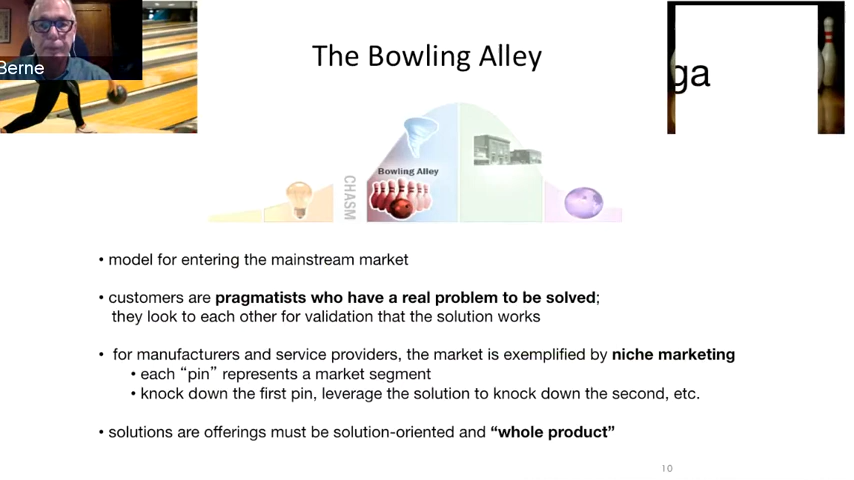 Berne
The Bowling Alley
ga
Bowling Alley
CHASM
• model for entering the mainstream market
• customers are pragmatists who have a real problem to be solved;
they look to each other for validation that the solution works
• for manufacturers and service providers, the market is exemplified by niche marketing
• each “pin” represents a market segment
• knock down the first pin, leverage the solution to knock down the second, etc.
• solutions are offerings must be solution-oriented and “whole product”
10